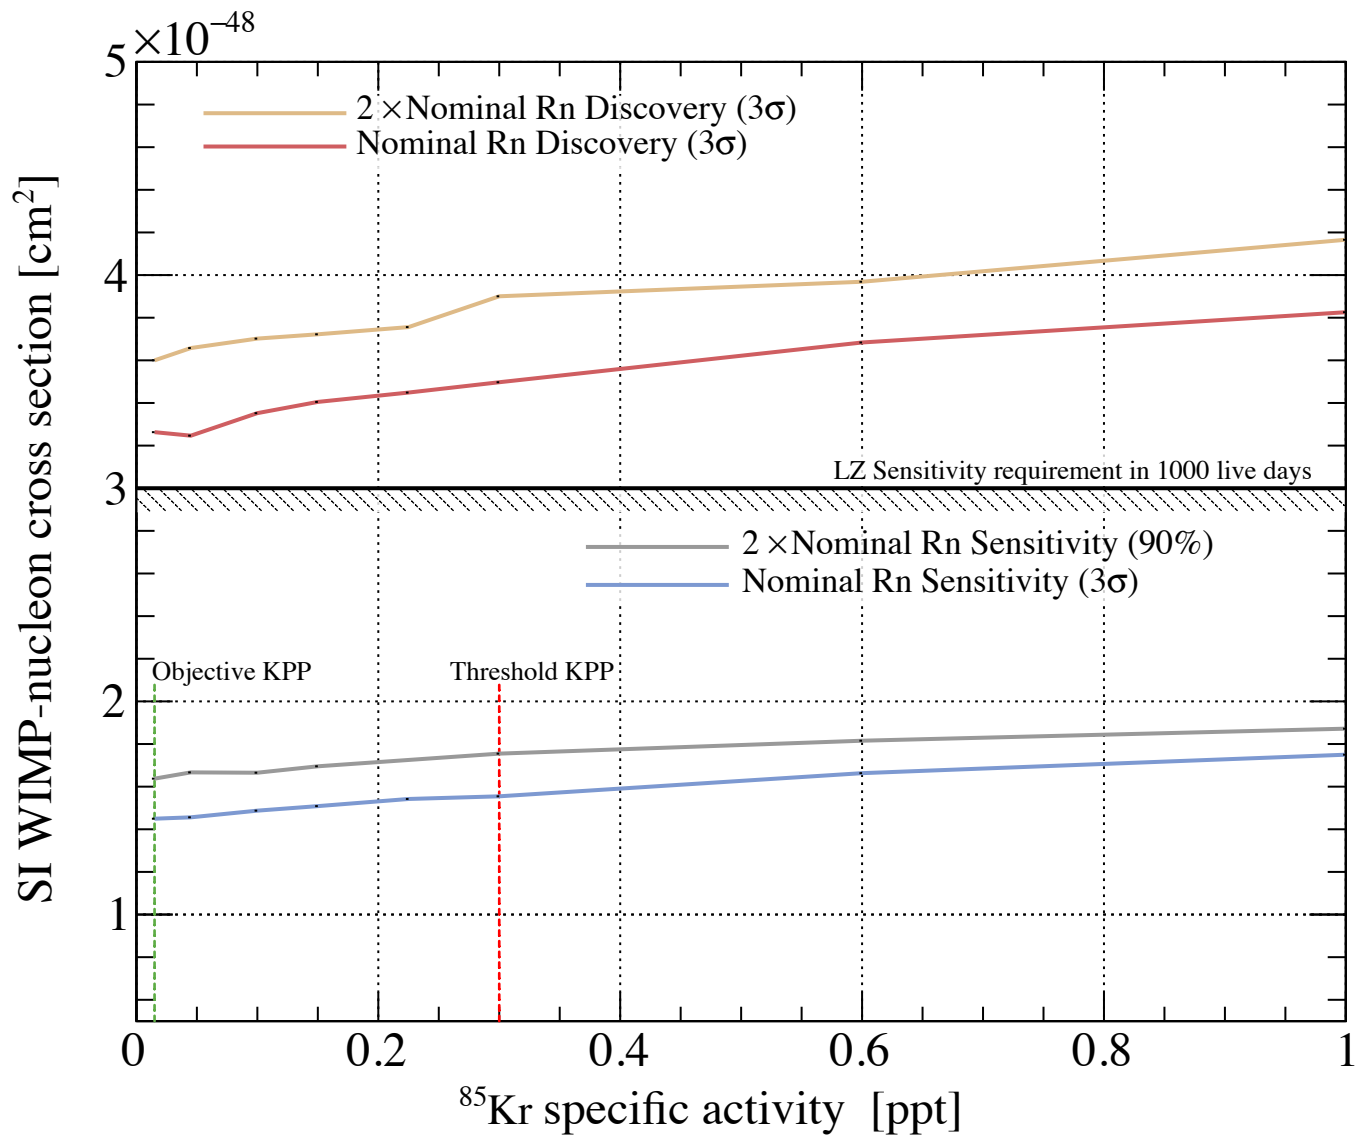 5 ×10⁻⁴⁸
2 ×Nominal Rn Discovery (3σ)
Nominal Rn Discovery (3σ)
4
LZ Sensitivity requirement in 1000 live days
3
2 ×Nominal Rn Sensitivity (90%)
Nominal Rn Sensitivity (3σ)
Objective KPP
Threshold KPP
2
1
0 0.2 0.4 0.6 0.8 1
⁸⁵Kr specific activity [ppt]
SI WIMP-nucleon cross section [cm²]